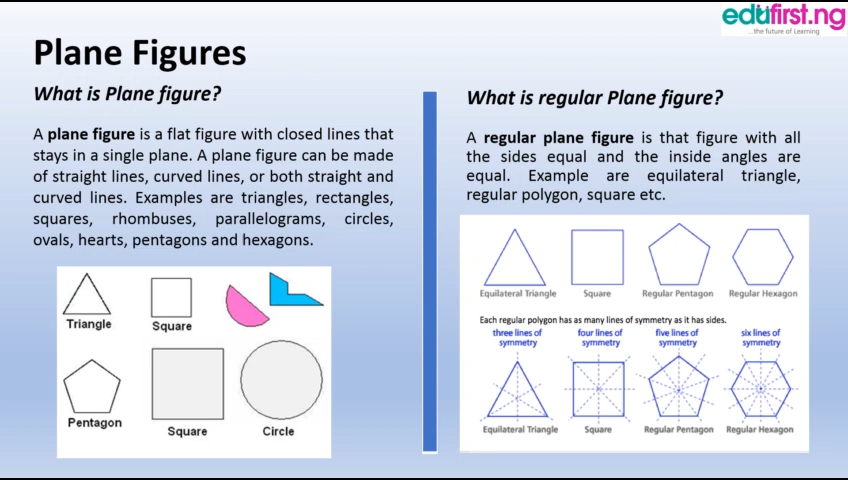 edufirst.ng
...the future of Learning
Plane Figures
What is Plane figure?
A plane figure is a flat figure with closed lines that
stays in a single plane. A plane figure can be made
of straight lines, curved lines, or both straight and
curved lines. Examples are triangles, rectangles,
squares, rhombuses, parallelograms, circles,
ovals, hearts, pentagons and hexagons.
Triangle
Square
Pentagon
Square
Circle
What is regular Plane figure?
A regular plane figure is that figure with all
the sides equal and the inside angles are
equal. Example are equilateral triangle,
regular polygon, square etc.
Equilateral Triangle Square Regular Pentagon Regular Hexagon
Each regular polygon has as many lines of symmetry as it has sides.
three lines of four lines of five lines of six lines of
symmetry symmetry symmetry symmetry
Equilateral Triangle Square Regular Pentagon Regular Hexagon